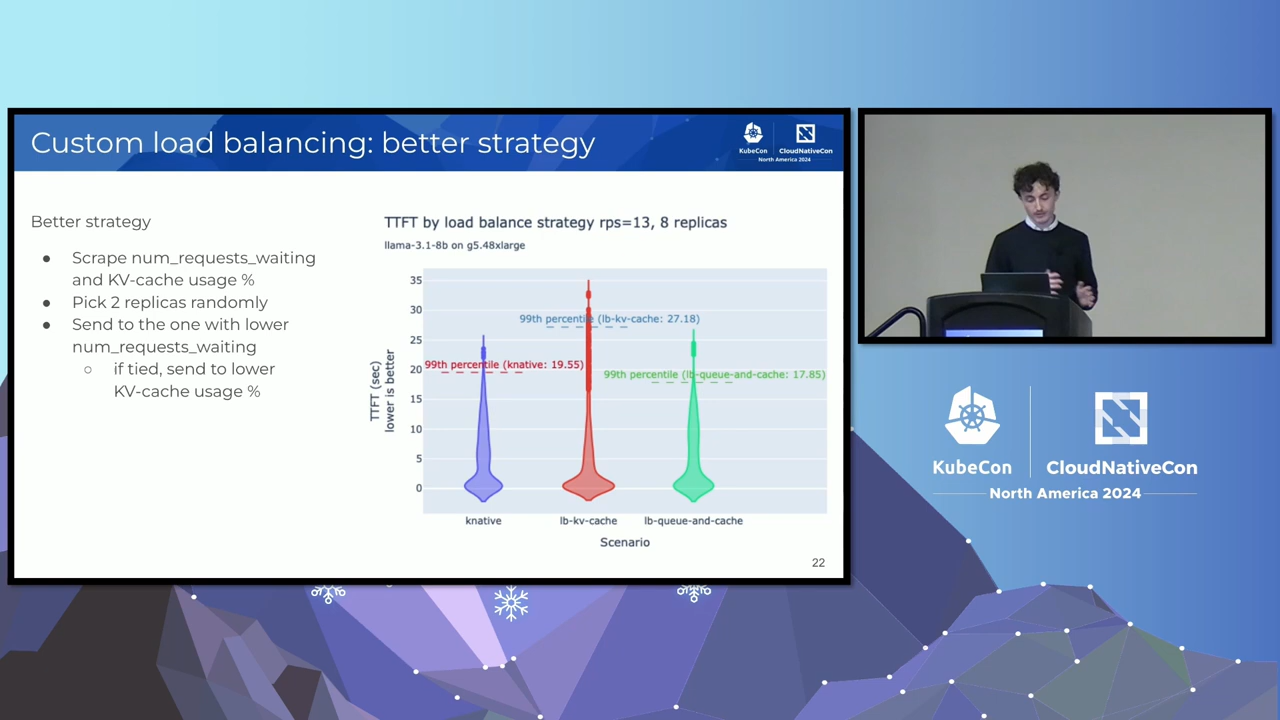 Custom load balancing: better strategy
KubeCon
CloudNativeCon
North America 2024
Better strategy
● Scrape num_requests_waiting
and KV-cache usage %
● Pick 2 replicas randomly
● Send to the one with lower
num_requests_waiting
○ if tied, send to lower
KV-cache usage %
TTFT by load balance strategy rps=13, 8 replicas
llama-3.1-8b on g5.48xlarge
TTFT (sec)
lower is better
35
30
25
20
15
10
5
0
99th percentile (lb-kv-cache: 27.18)
99th percentile (knative: 19.55)
99th percentile (lb-queue-and-cache: 17.85)
knative
lb-kv-cache
lb-queue-and-cache
Scenario
22
KubeCon
CloudNativeCon
North America 2024